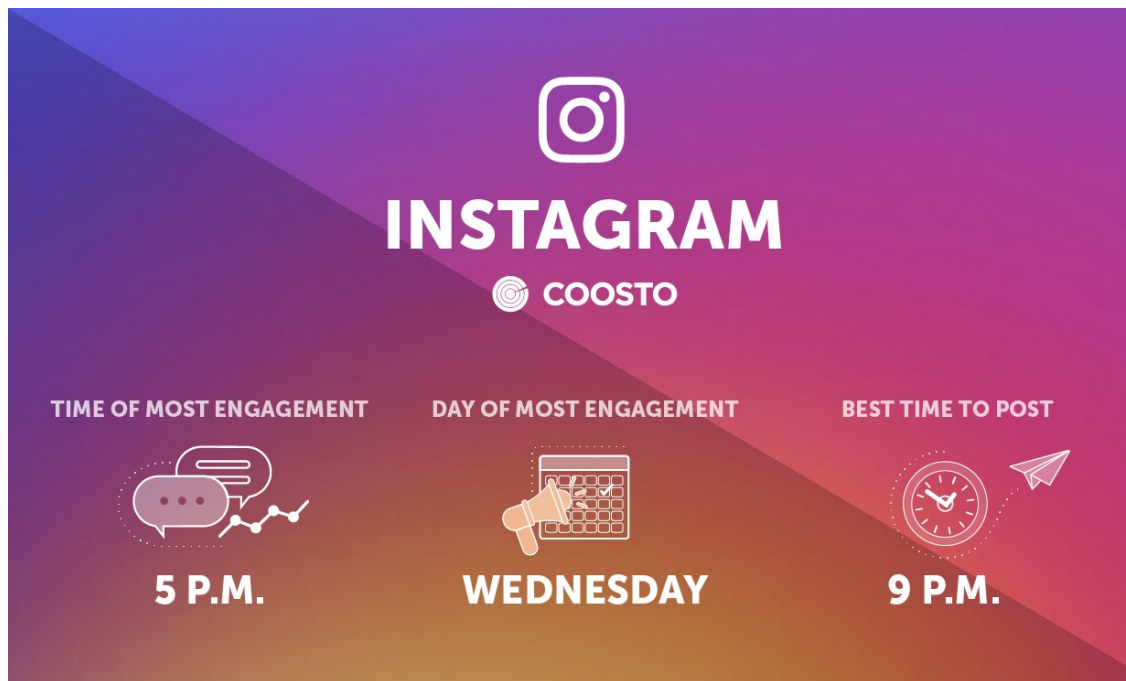 INSTAGRAM
COOSTO
TIME OF MOST ENGAGEMENT
DAY OF MOST ENGAGEMENT
BEST TIME TO POST
5 P.M.
WEDNESDAY
9 P.M.